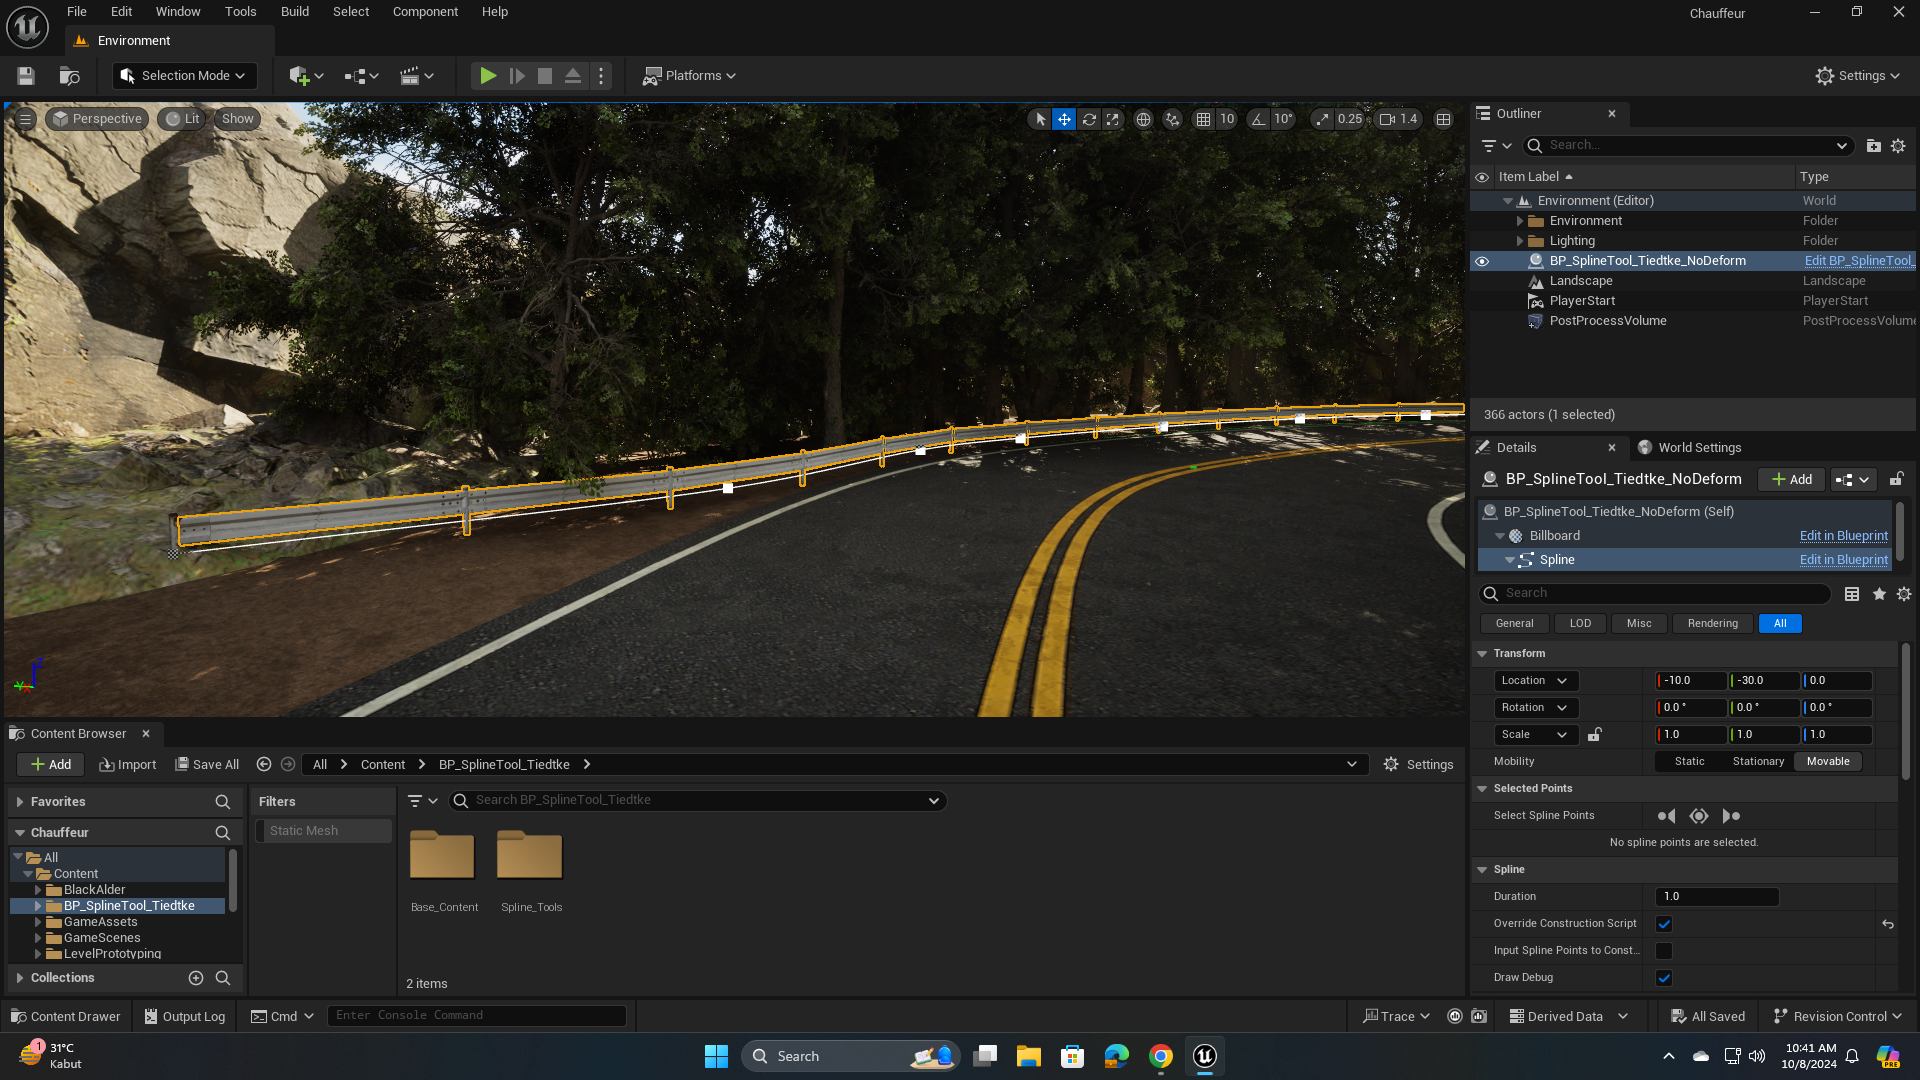 File Edit Window Tools Build Select Component Help
Chauffeur
Environment
Selection Mode
Platforms
Settings
Perspective Lit Show
10 10° 0.25 1.4
Outliner
Search...
Item Label Type
Environment (Editor) World
Environment Folder
Lighting Folder
BP_SplineTool_Tiedtke_NoDeform Edit BP_SplineTool_
Landscape Landscape
PlayerStart PlayerStart
PostProcessVolume PostProcessVolume
366 actors (1 selected)
Details World Settings
BP_SplineTool_Tiedtke_NoDeform Add
BP_SplineTool_Tiedtke_NoDeform (Self)
Billboard Edit in Blueprint
Spline Edit in Blueprint
Search
General LOD Misc Rendering All
Transform
Location -10.0 -30.0 0.0
Rotation 0.0 ° 0.0 ° 0.0 °
Scale 1.0 1.0 1.0
Mobility Static Stationary Movable
Selected Points
Select Spline Points
No spline points are selected.
Spline
Duration 1.0
Override Construction Script
Input Spline Points to Const...
Draw Debug
Content Browser
Add Import Save All All Content BP_SplineTool_Tiedtke Settings
Favorites
Chauffeur
All
Content
BlackAlder
BP_SplineTool_Tiedtke
GameAssets
GameScenes
LevelPrototyping
Collections
Filters
Static Mesh
Search BP_SplineTool_Tiedtke
Base_Content Spline_Tools
2 items
Content Drawer Output Log Cmd Enter Console Command Trace Derived Data All Saved Revision Control
1
31°C
Kabut
Search
PRE
10:41 AM
10/8/2024